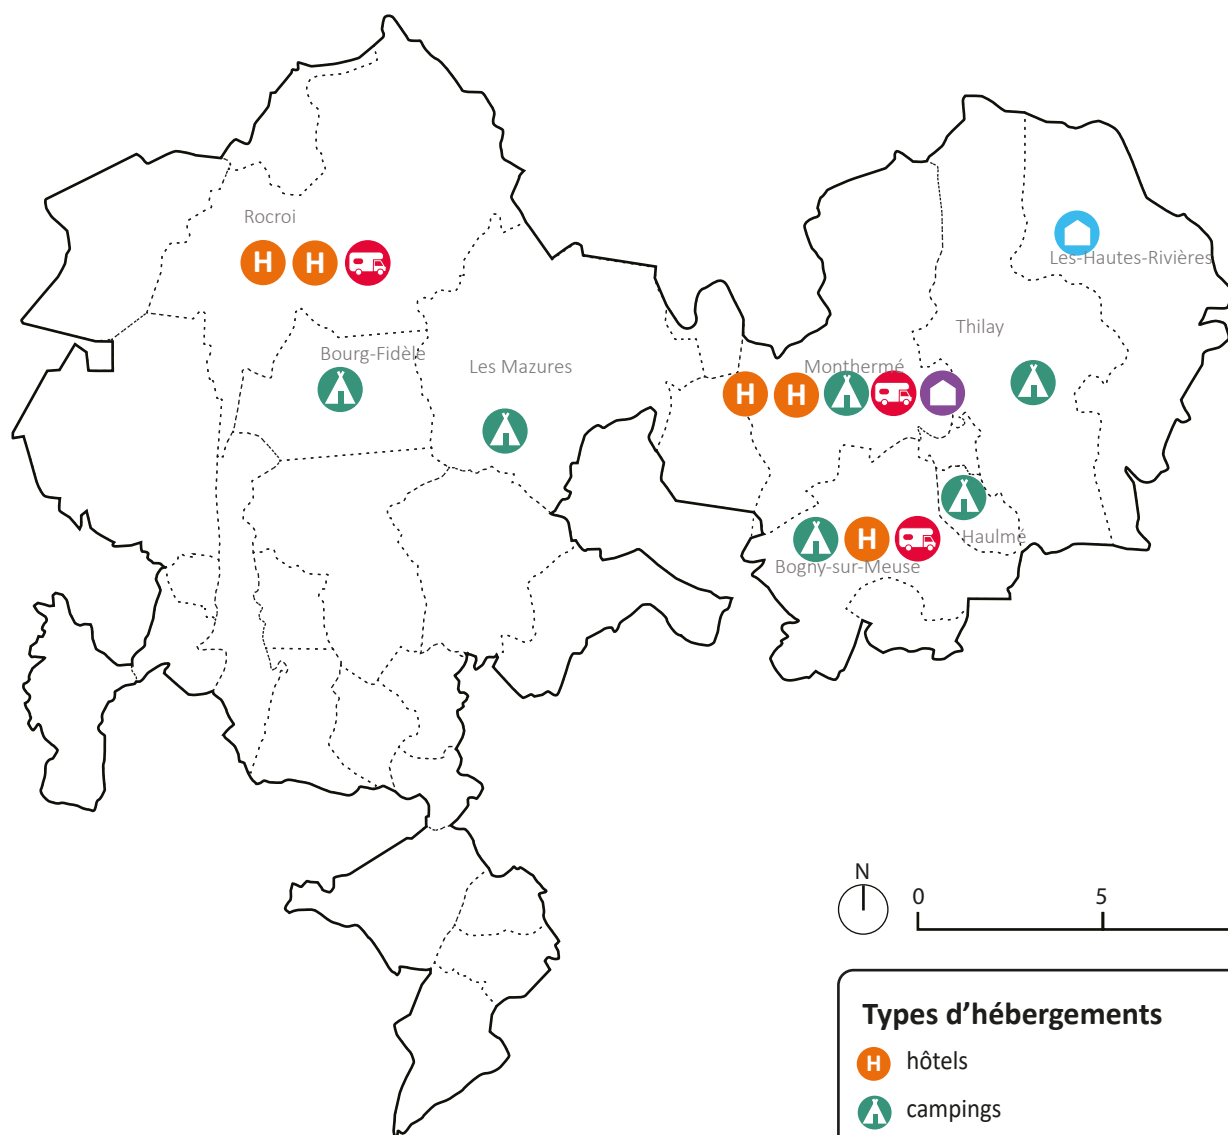 Rocroi
H H
Les-Hautes-Rivières
Thilay
Bourg-Fidèle
Les Mazures
Monthermé
H H
Haulmé
H
Bogny-sur-Meuse
N
0 5
Types d’hébergements
H hôtels
campings